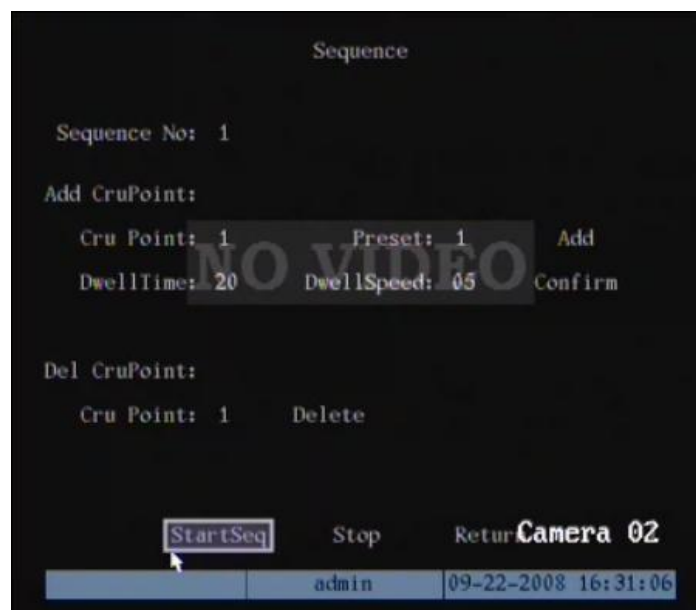 Sequence
Sequence No: 1
Add CruPoint:
Cru Point: 1 Preset: 1 Add
NO VIDEO
DwellTime: 20 DwellSpeed: 05 Confirm
Del CruPoint:
Cru Point: 1 Delete
StartSeq Stop Retur Camera 02
admin 09-22-2008 16:31:06